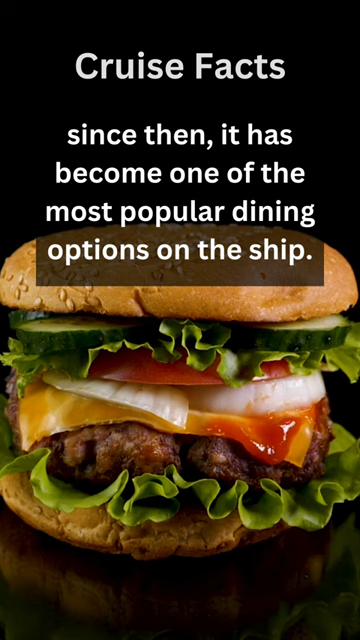 Cruise Facts
since then, it has
become one of the
most popular dining
options on the ship.